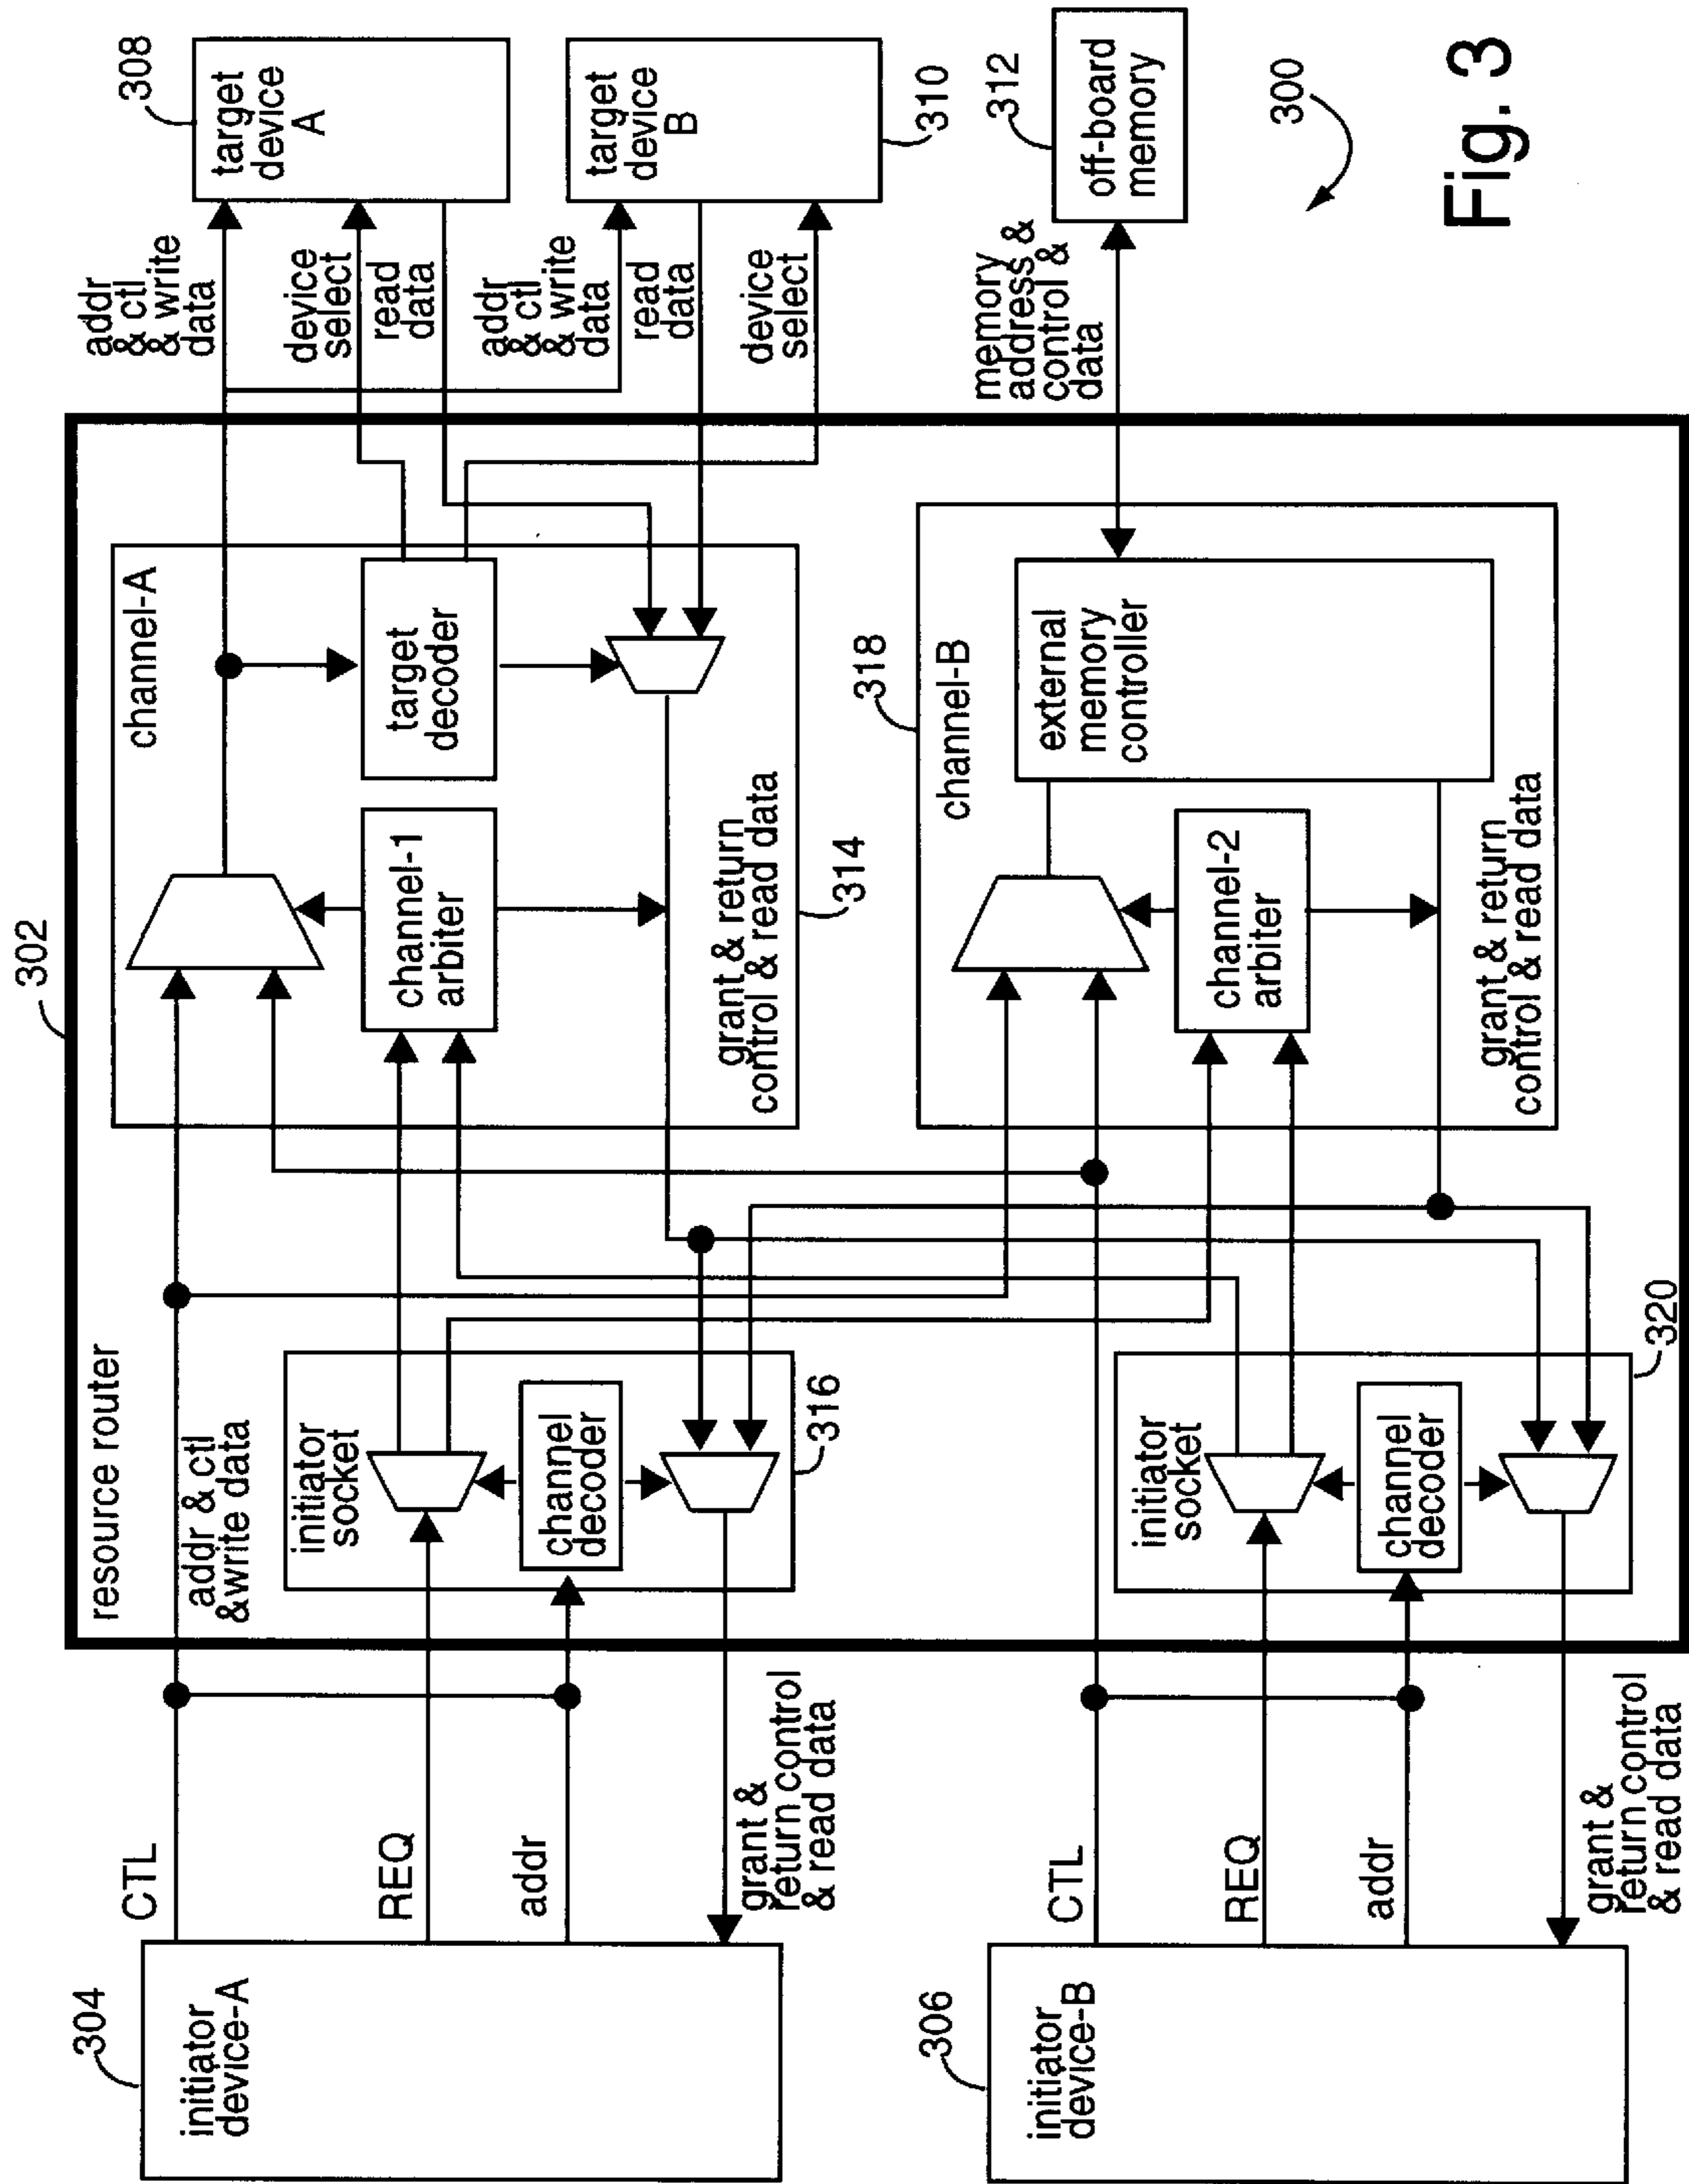 302
resource router
304
initiator
device-A
CTL
REQ
addr
grant &
return control
& read data
addr & ctl
&write data
initiator
socket
channel
decoder
316
channel-A
channel-1
arbiter
target
decoder
grant & return
control & read data
314
addr
& ctl
& write
data
device
select
read
data
308
target
device
A
addr
& ctl
& write
data
read
data
device
select
target
device
B
310
306
initiator
device-B
CTL
REQ
addr
grant &
return control
& read data
initiator
socket
channel
decoder
320
318
channel-B
channel-2
arbiter
external
memory
controller
grant & return
control & read data
memory
address &
control &
data
312
off-board
memory
300
Fig. 3